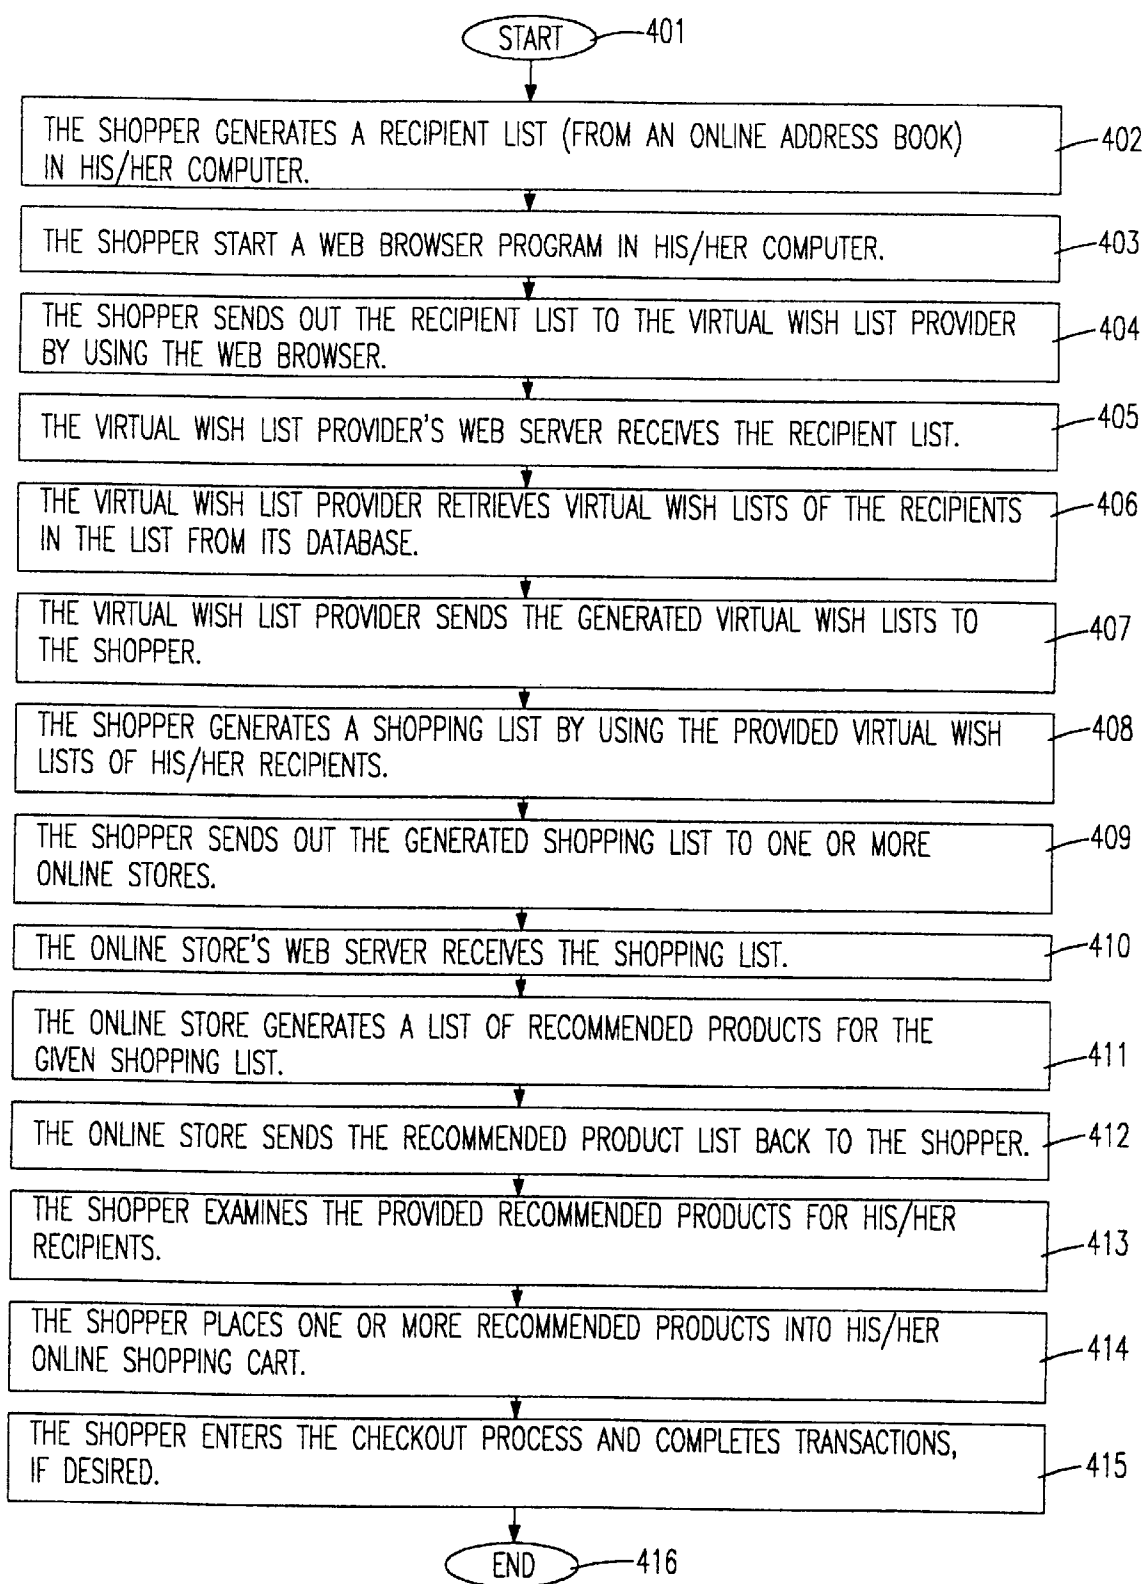 START 401
THE SHOPPER GENERATES A RECIPIENT LIST (FROM AN ONLINE ADDRESS BOOK)
IN HIS/HER COMPUTER.
402
THE SHOPPER START A WEB BROWSER PROGRAM IN HIS/HER COMPUTER.
403
THE SHOPPER SENDS OUT THE RECIPIENT LIST TO THE VIRTUAL WISH LIST PROVIDER
BY USING THE WEB BROWSER.
404
THE VIRTUAL WISH LIST PROVIDER'S WEB SERVER RECEIVES THE RECIPIENT LIST.
405
THE VIRTUAL WISH LIST PROVIDER RETRIEVES VIRTUAL WISH LISTS OF THE RECIPIENTS
IN THE LIST FROM ITS DATABASE.
406
THE VIRTUAL WISH LIST PROVIDER SENDS THE GENERATED VIRTUAL WISH LISTS TO
THE SHOPPER.
407
THE SHOPPER GENERATES A SHOPPING LIST BY USING THE PROVIDED VIRTUAL WISH
LISTS OF HIS/HER RECIPIENTS.
408
THE SHOPPER SENDS OUT THE GENERATED SHOPPING LIST TO ONE OR MORE
ONLINE STORES.
409
THE ONLINE STORE'S WEB SERVER RECEIVES THE SHOPPING LIST.
410
THE ONLINE STORE GENERATES A LIST OF RECOMMENDED PRODUCTS FOR THE
GIVEN SHOPPING LIST.
411
THE ONLINE STORE SENDS THE RECOMMENDED PRODUCT LIST BACK TO THE SHOPPER.
412
THE SHOPPER EXAMINES THE PROVIDED RECOMMENDED PRODUCTS FOR HIS/HER
RECIPIENTS.
413
THE SHOPPER PLACES ONE OR MORE RECOMMENDED PRODUCTS INTO HIS/HER
ONLINE SHOPPING CART.
414
THE SHOPPER ENTERS THE CHECKOUT PROCESS AND COMPLETES TRANSACTIONS,
IF DESIRED.
415
END 416